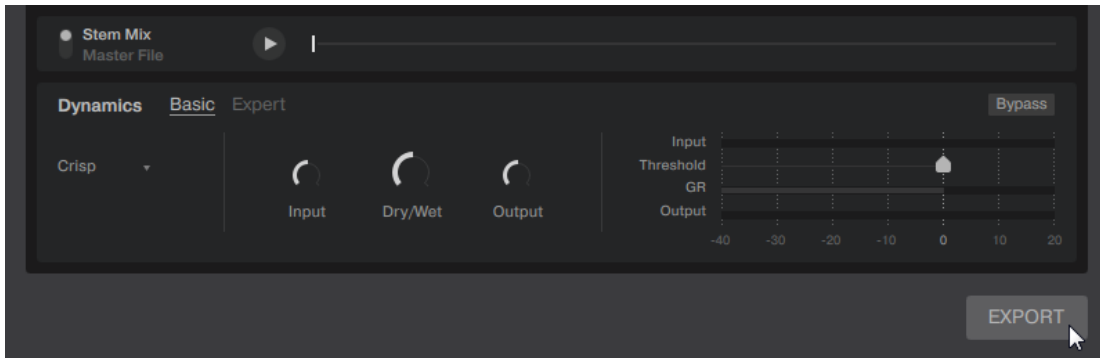 Stem Mix
Master File
Dynamics Basic Expert Bypass
Crisp
Input Dry/Wet Output
Input
Threshold
GR
Output
-40 -30 -20 -10 0 10 20
EXPORT